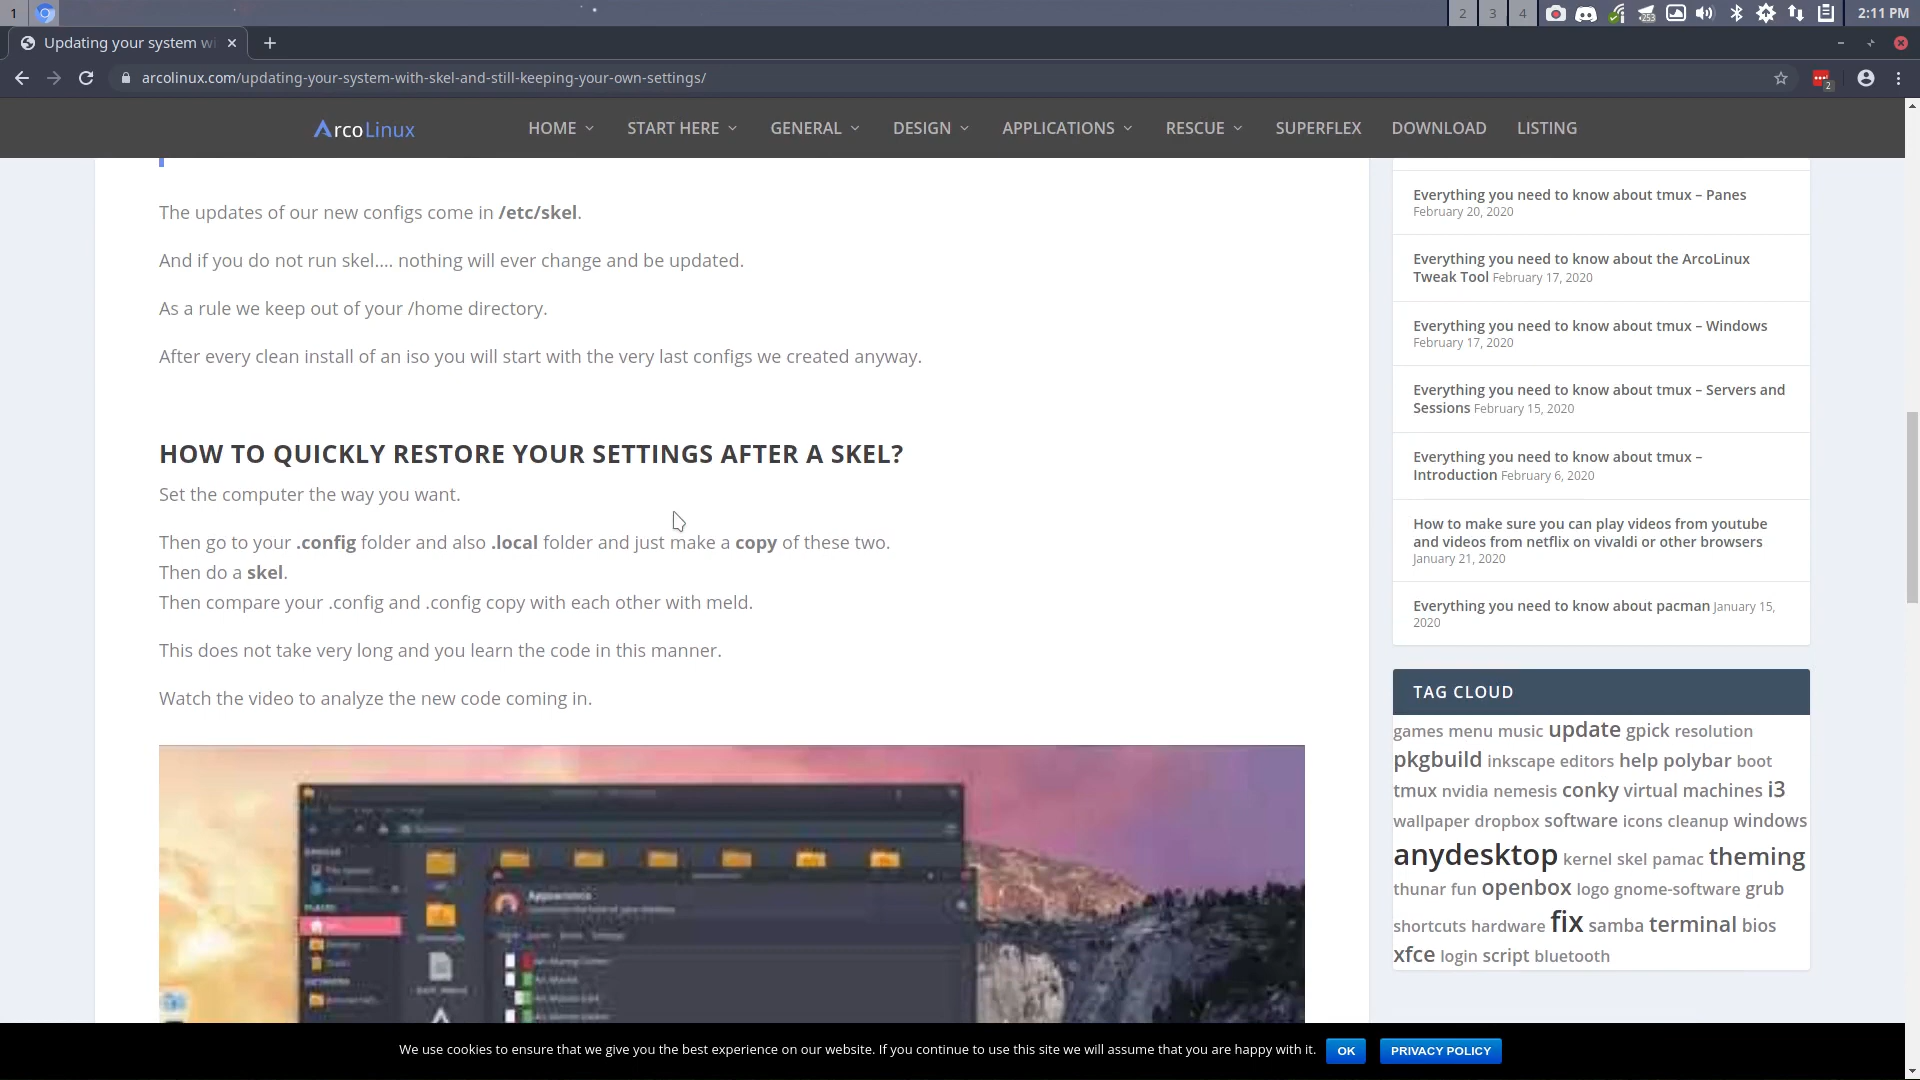 1
2 3 4
253
2:11 PM
Updating your system wi
arcolinux.com/updating-your-system-with-skel-and-still-keeping-your-own-settings/
2
ArcoLinux
HOME START HERE GENERAL DESIGN APPLICATIONS RESCUE SUPERFLEX DOWNLOAD LISTING
The updates of our new configs come in /etc/skel.
And if you do not run skel.... nothing will ever change and be updated.
As a rule we keep out of your /home directory.
After every clean install of an iso you will start with the very last configs we created anyway.
HOW TO QUICKLY RESTORE YOUR SETTINGS AFTER A SKEL?
Set the computer the way you want.
Then go to your .config folder and also .local folder and just make a copy of these two.
Then do a skel.
Then compare your .config and .config copy with each other with meld.
This does not take very long and you learn the code in this manner.
Watch the video to analyze the new code coming in.
Appearance
Everything you need to know about tmux – Panes
February 20, 2020
Everything you need to know about the ArcoLinux
Tweak Tool February 17, 2020
Everything you need to know about tmux – Windows
February 17, 2020
Everything you need to know about tmux – Servers and
Sessions February 15, 2020
Everything you need to know about tmux –
Introduction February 6, 2020
How to make sure you can play videos from youtube
and videos from netflix on vivaldi or other browsers
January 21, 2020
Everything you need to know about pacman January 15,
2020
TAG CLOUD
games menu music update gpick resolution
pkgbuild inkscape editors help polybar boot
tmux nvidia nemesis conky virtual machines i3
wallpaper dropbox software icons cleanup windows
anydesktop kernel skel pamac theming
thunar fun openbox logo gnome-software grub
shortcuts hardware fix samba terminal bios
xfce login script bluetooth
We use cookies to ensure that we give you the best experience on our website. If you continue to use this site we will assume that you are happy with it. OK PRIVACY POLICY